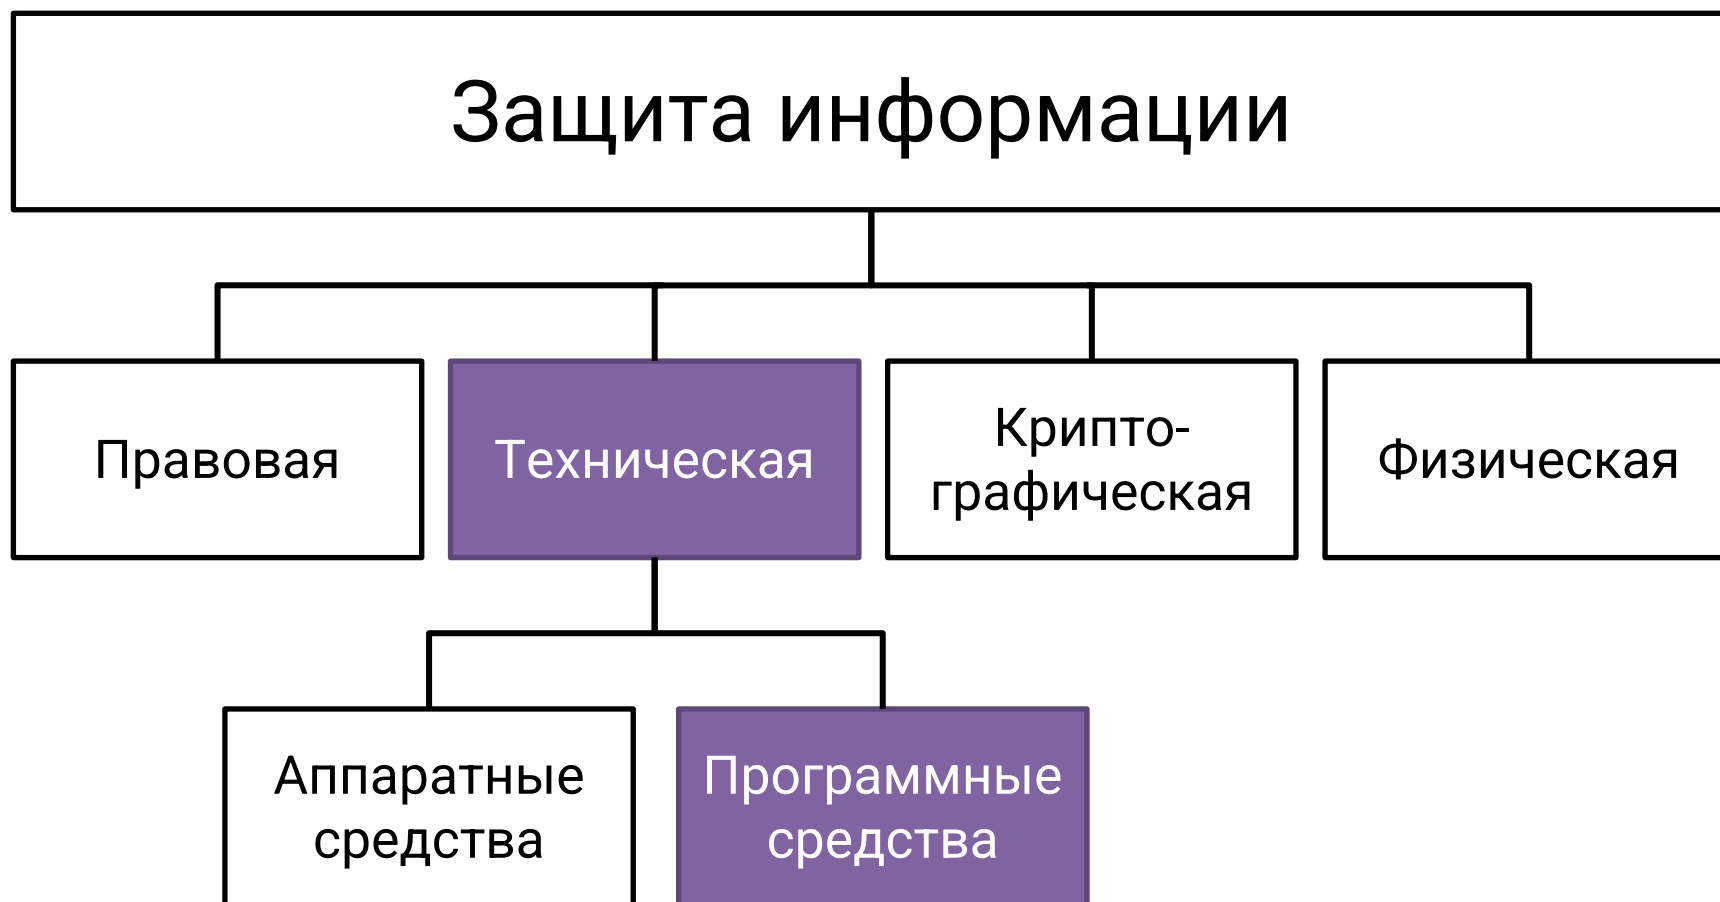 Защита информации
Правовая
Техническая
Крипто-
графическая
Физическая
Аппаратные
средства
Программные
средства